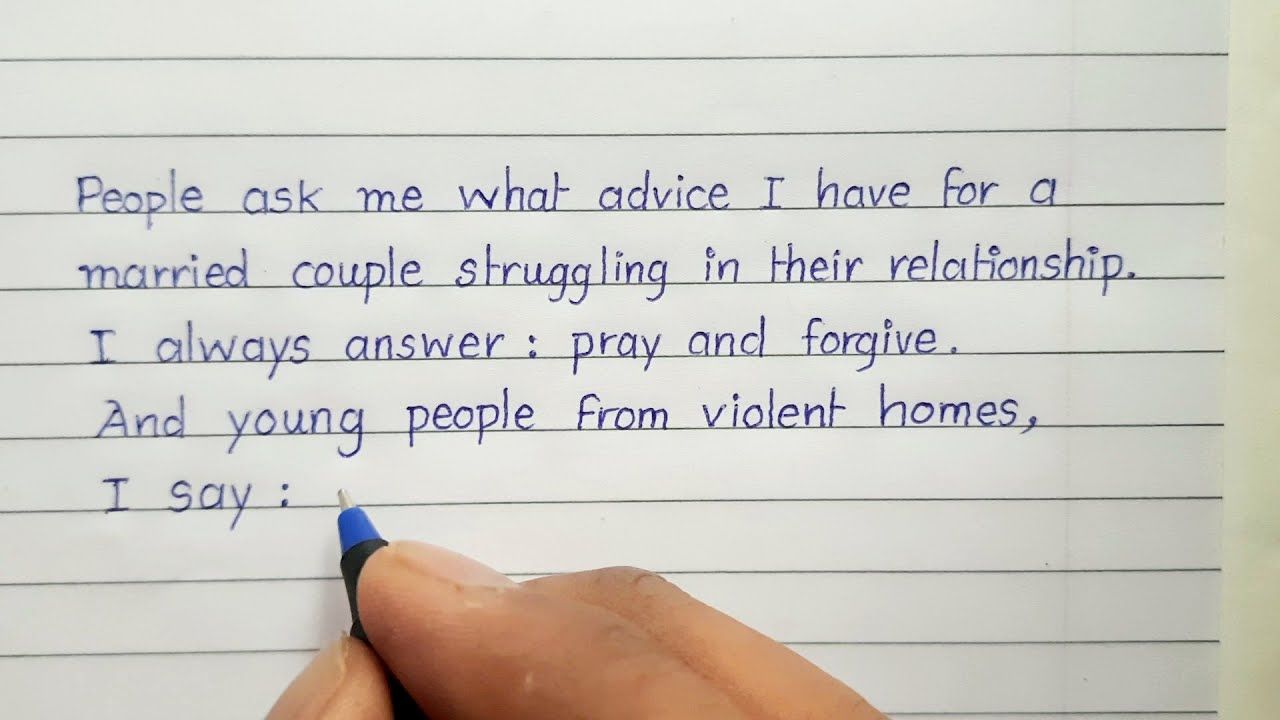 People ask me what advice I have for a
married couple struggling in their relationship.
I always answer : pray and forgive.
And young people from violent homes,
I say :